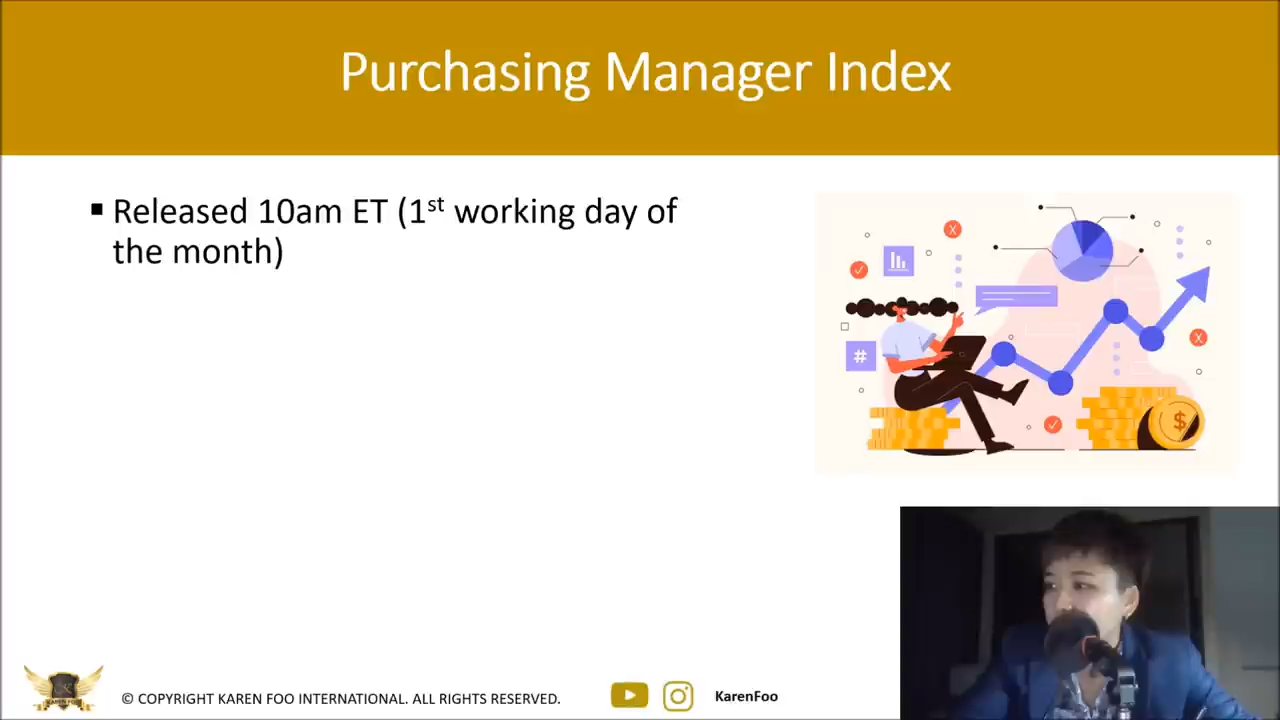 Purchasing Manager Index
▪ Released 10am ET (1st working day of
the month)
X
#
X
$
© COPYRIGHT KAREN FOO INTERNATIONAL. ALL RIGHTS RESERVED.
KarenFoo